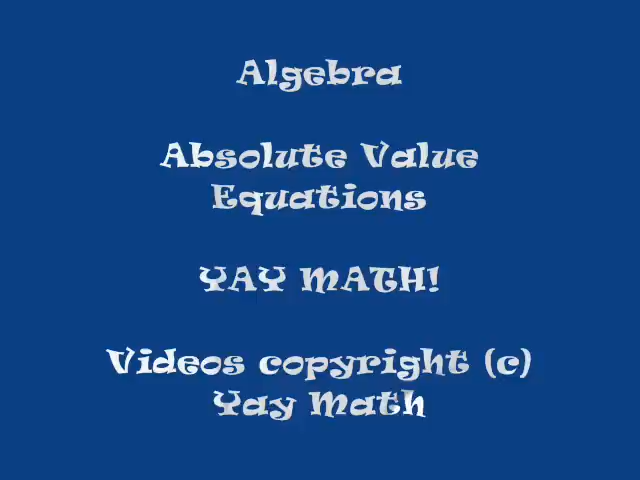 Algebra
Absolute Value
Equations
YAY MATH!
Videos copyright (c)
Yay Math